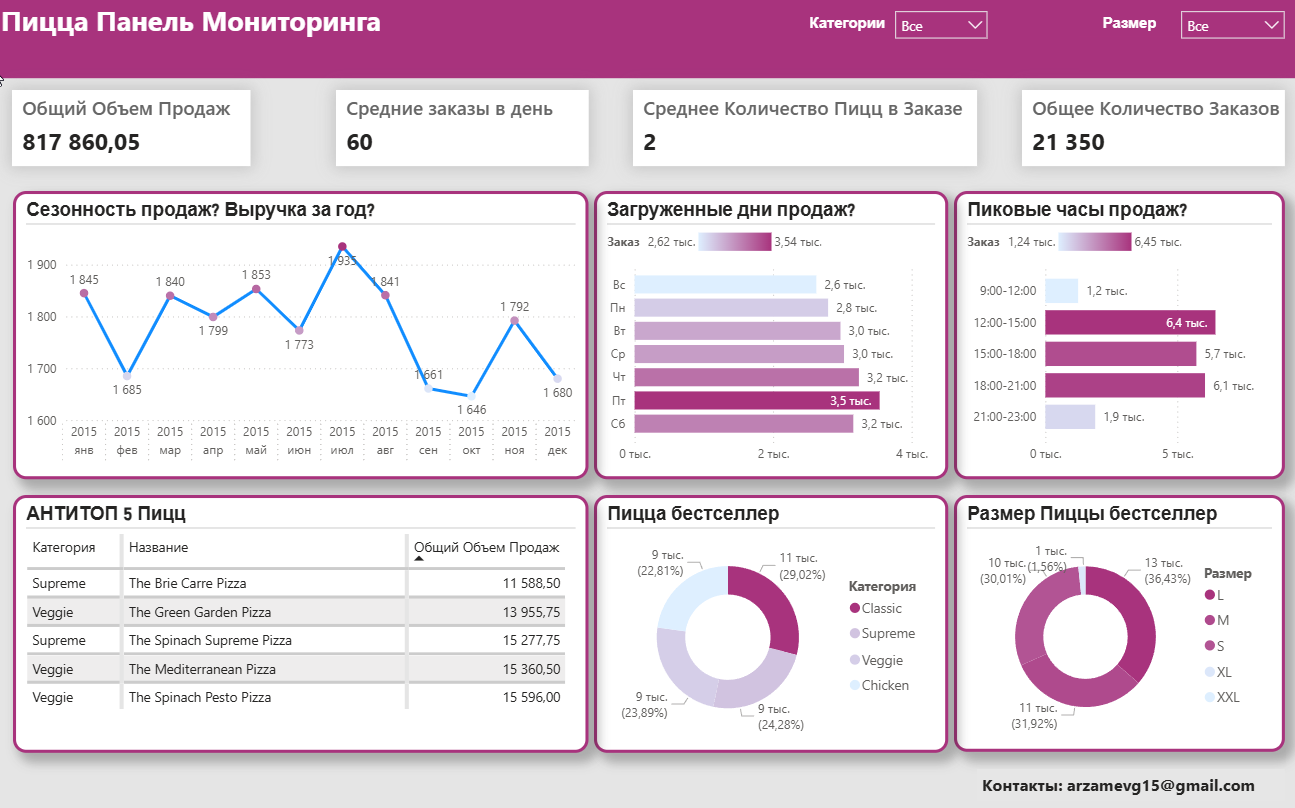 Пицца Панель Мониторинга
Категории Все
Размер Все
Общий Объем Продаж
817 860,05
Средние заказы в день
60
Среднее Количество Пицц в Заказе
2
Общее Количество Заказов
21 350
Сезонность продаж? Выручка за год?
1 900
1 800
1 700
1 600
1 845
1 685
1 840
1 799
1 853
1 773
1 935
1 841
1 661
1 646
1 792
1 680
2015 2015 2015 2015 2015 2015 2015 2015 2015 2015 2015 2015
янв фев мар апр май июн июл авг сен окт ноя дек
Загруженные дни продаж?
Заказ 2,62 тыс. 3,54 тыс.
Вс 2,6 тыс.
Пн 2,8 тыс.
Вт 3,0 тыс.
Ср 3,0 тыс.
Чт 3,2 тыс.
Пт 3,5 тыс.
Сб 3,2 тыс.
0 тыс. 2 тыс. 4 тыс.
Пиковые часы продаж?
Заказ 1,24 тыс. 6,45 тыс.
9:00-12:00 1,2 тыс.
12:00-15:00 6,4 тыс.
15:00-18:00 5,7 тыс.
18:00-21:00 6,1 тыс.
21:00-23:00 1,9 тыс.
0 тыс. 5 тыс.
АНТИТОП 5 Пицц
Категория Название Общий Объем Продаж
Supreme The Brie Carre Pizza 11 588,50
Veggie The Green Garden Pizza 13 955,75
Supreme The Spinach Supreme Pizza 15 277,75
Veggie The Mediterranean Pizza 15 360,50
Veggie The Spinach Pesto Pizza 15 596,00
Пицца бестселлер
9 тыс.
(22,81%)
11 тыс.
(29,02%)
9 тыс.
(23,89%)
9 тыс.
(24,28%)
Категория
Classic
Supreme
Veggie
Chicken
Размер Пиццы бестселлер
1 тыс.
(1,56%)
10 тыс.
(30,01%)
13 тыс.
(36,43%)
11 тыс.
(31,92%)
Размер
L
M
S
XL
XXL
Контакты: arzamevg15@gmail.com